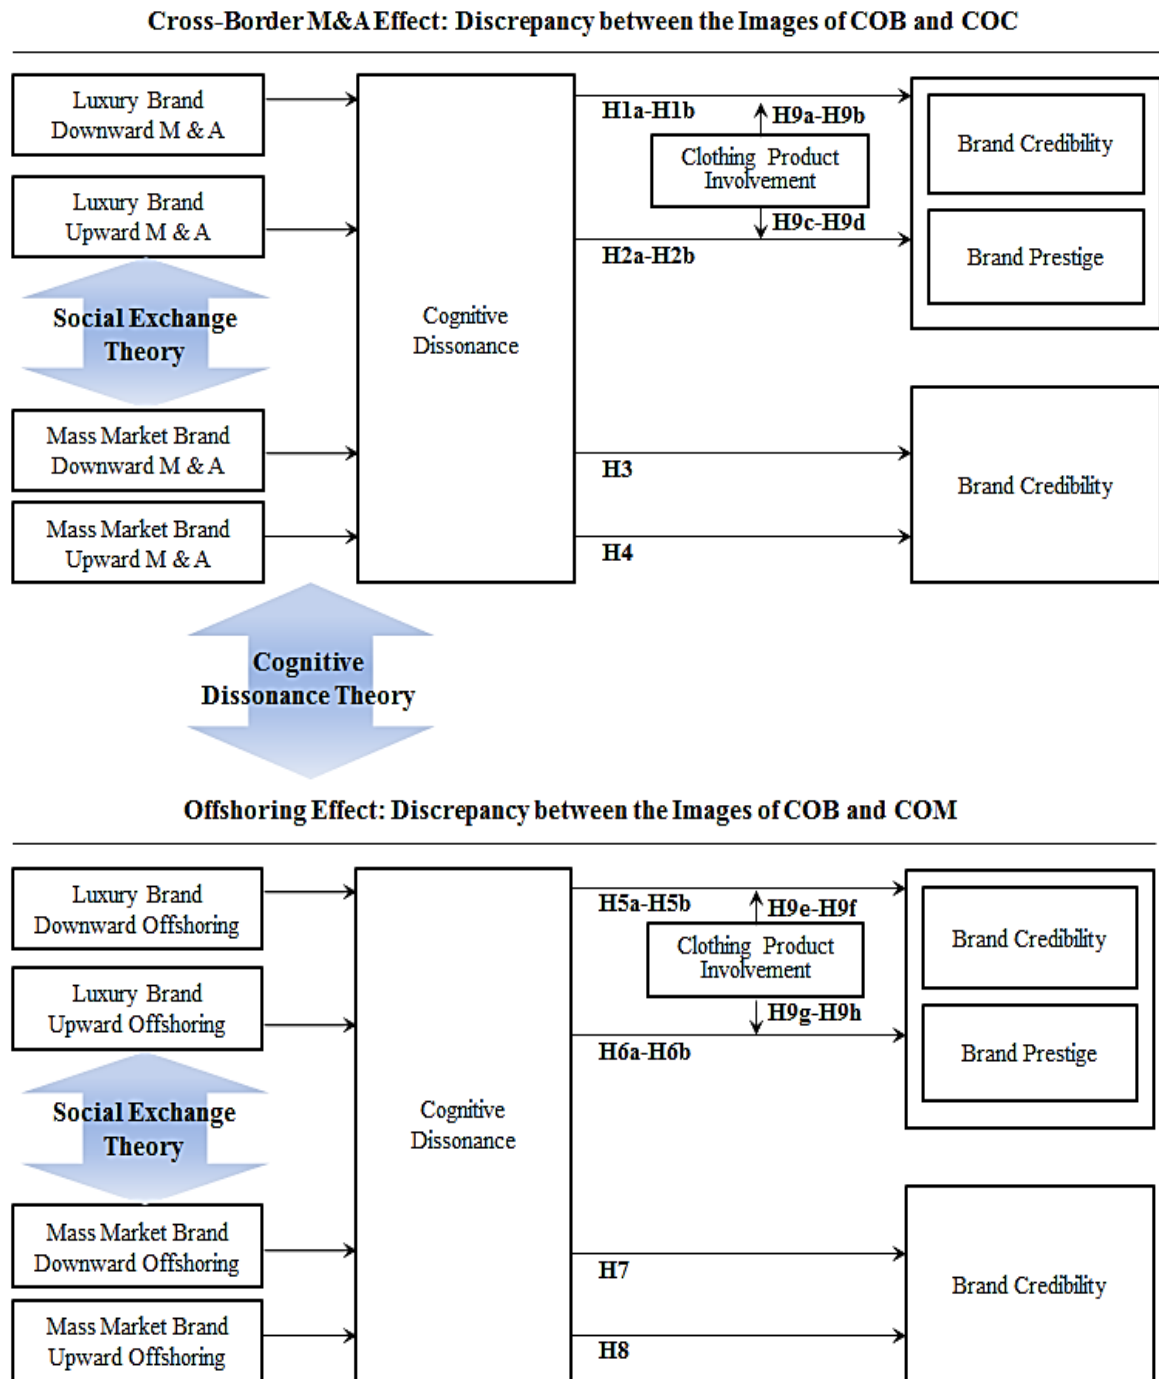 Cross-Border M&A Effect: Discrepancy between the Images of COB and COC
Luxury Brand
Downward M & A
Luxury Brand
Upward M & A
Social Exchange
Theory
Mass Market Brand
Downward M & A
Mass Market Brand
Upward M & A
Cognitive
Dissonance
H1a-H1b
H9a-H9b
Clothing Product
Involvement
H9c-H9d
H2a-H2b
H3
H4
Brand Credibility
Brand Prestige
Brand Credibility
Cognitive
Dissonance Theory
Offshoring Effect: Discrepancy between the Images of COB and COM
Luxury Brand
Downward Offshoring
Luxury Brand
Upward Offshoring
Social Exchange
Theory
Mass Market Brand
Downward Offshoring
Mass Market Brand
Upward Offshoring
Cognitive
Dissonance
H5a-H5b
H9e-H9f
Clothing Product
Involvement
H9g-H9h
H6a-H6b
H7
H8
Brand Credibility
Brand Prestige
Brand Credibility